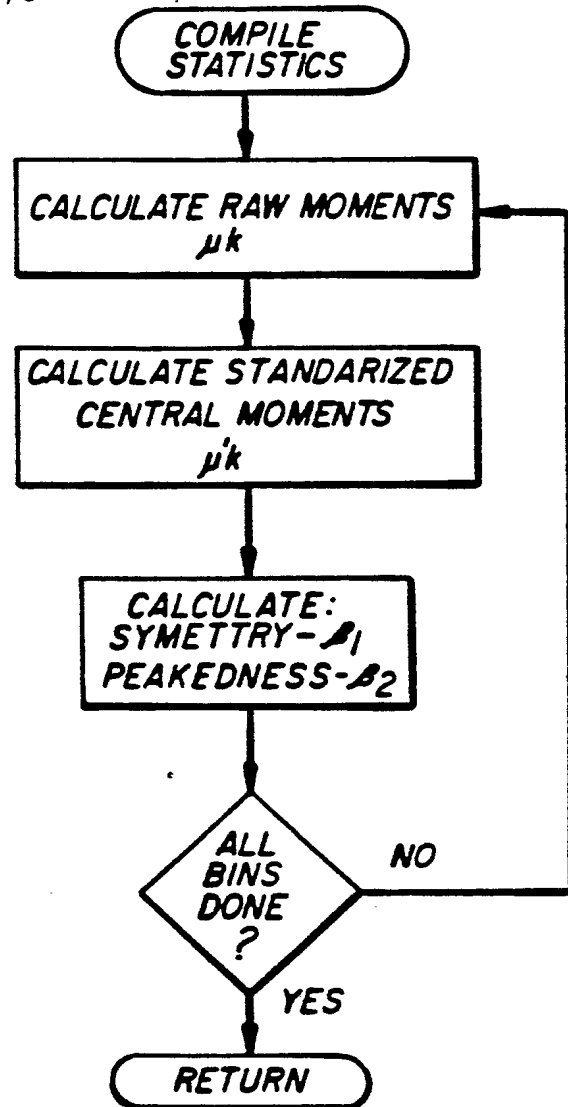 COMPILE
STATISTICS
CALCULATE RAW MOMENTS
μk
CALCULATE STANDARIZED
CENTRAL MOMENTS
μ'k
CALCULATE:
SYMETTRY-β1
PEAKEDNESS-β2
ALL
BINS
DONE
?
NO
YES
RETURN